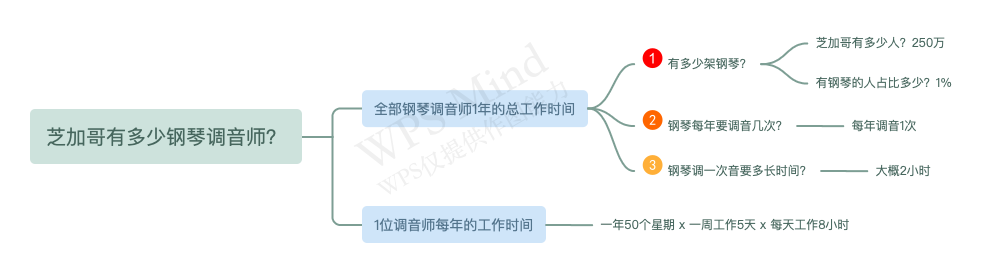 芝加哥有多少钢琴调音师？
全部钢琴调音师1年的总工作时间
1 有多少架钢琴？
芝加哥有多少人？250万
有钢琴的人占比多少？1%
2 钢琴每年要调音几次？
每年调音1次
3 钢琴调一次音要多长时间？
大概2小时
1位调音师每年的工作时间
一年50个星期 x 一周工作5天 x 每天工作8小时
WPS Mind
WPS仅提供作图能力